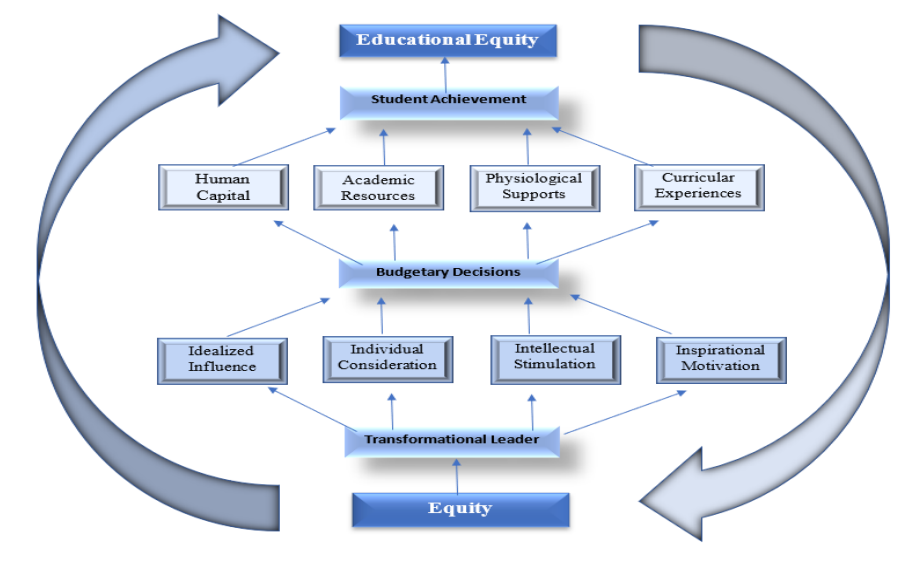 Educational Equity
Student Achievement
Human
Capital
Academic
Resources
Physiological
Supports
Curricular
Experiences
Budgetary Decisions
Idealized
Influence
Individual
Consideration
Intellectual
Stimulation
Inspirational
Motivation
Transformational Leader
Equity